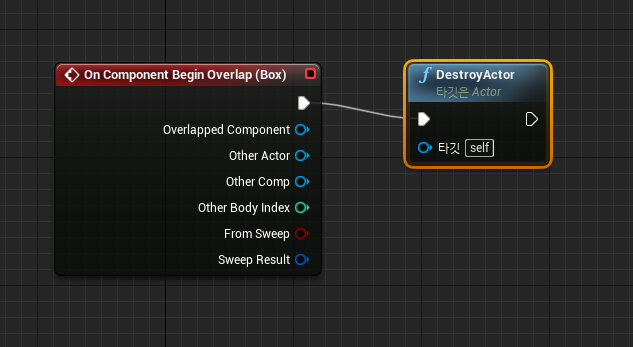 On Component Begin Overlap (Box)
Overlapped Component
Other Actor
Other Comp
Other Body Index
From Sweep
Sweep Result
f DestroyActor
타깃은 Actor
타깃 self